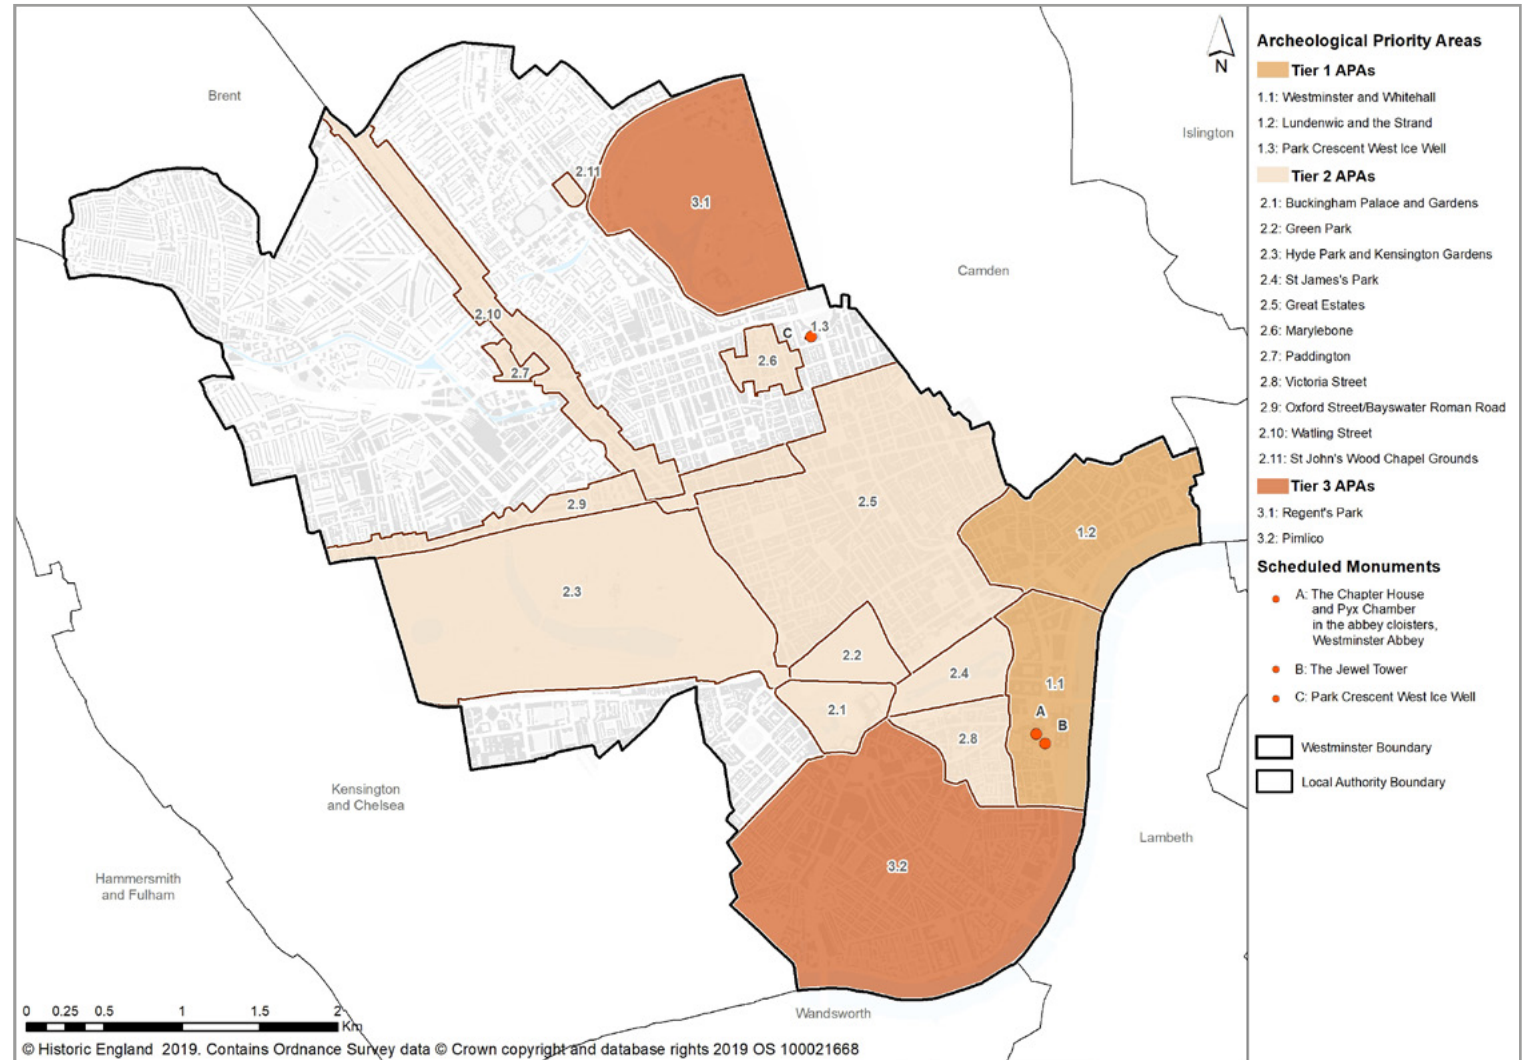 Brent
Islington
Camden
Kensington
and Chelsea
Hammersmith
and Fulham
Lambeth
Wandsworth
N
2.11
3.1
2.10
C
1.3
2.6
2.7
2.9
2.5
1.2
2.3
2.2
2.4
1.1
2.1
A
B
2.8
3.2
0 0.25 0.5 1 1.5 2
Km
© Historic England 2019. Contains Ordnance Survey data © Crown copyright and database rights 2019 OS 100021668
Archeological Priority Areas
Tier 1 APAs
1.1: Westminster and Whitehall
1.2: Lundenwic and the Strand
1.3: Park Crescent West Ice Well
Tier 2 APAs
2.1: Buckingham Palace and Gardens
2.2: Green Park
2.3: Hyde Park and Kensington Gardens
2.4: St James's Park
2.5: Great Estates
2.6: Marylebone
2.7: Paddington
2.8: Victoria Street
2.9: Oxford Street/Bayswater Roman Road
2.10: Watling Street
2.11: St John's Wood Chapel Grounds
Tier 3 APAs
3.1: Regent's Park
3.2: Pimlico
Scheduled Monuments
A: The Chapter House
and Pyx Chamber
in the abbey cloisters,
Westminster Abbey
B: The Jewel Tower
C: Park Crescent West Ice Well
Westminster Boundary
Local Authority Boundary